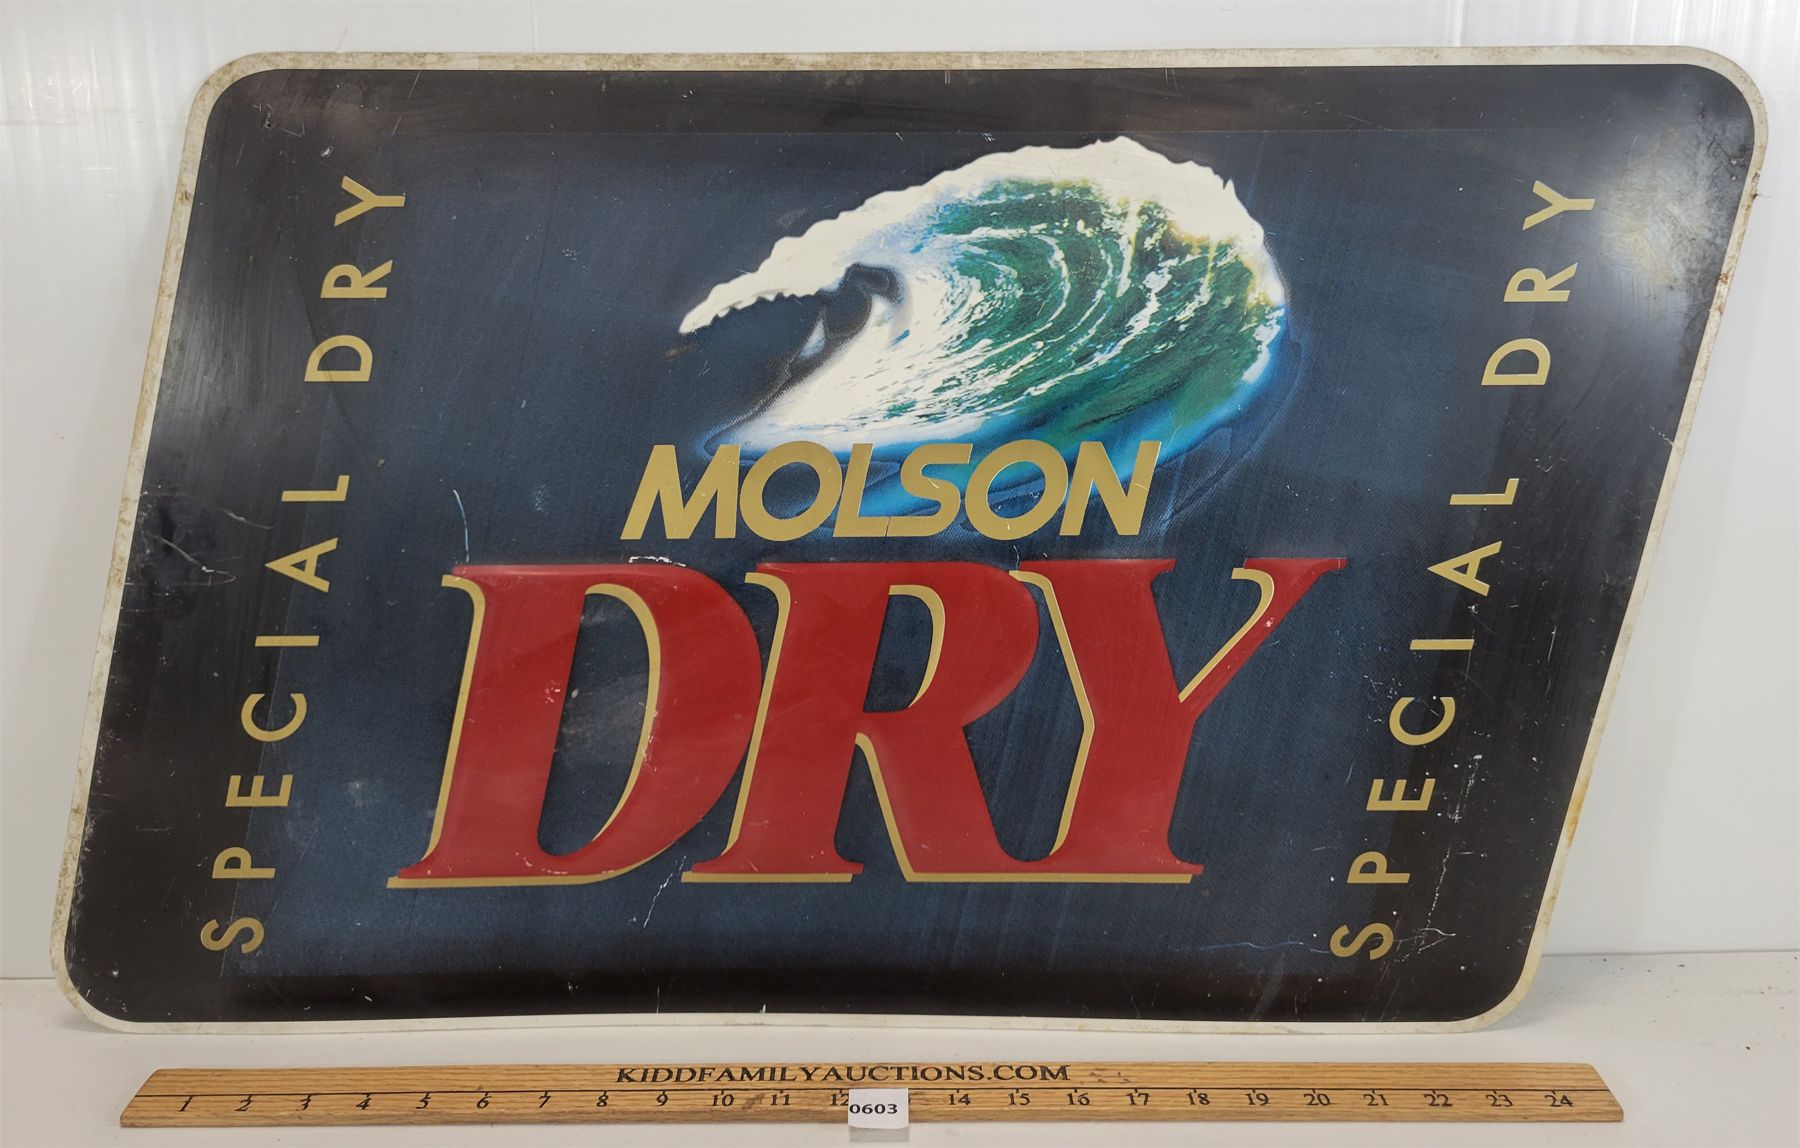 SPECIAL DRY
MOLSON
DRY
SPECIAL DRY
KIDDFAMILYAUCTIONS.COM
1 2 3 4 5 6 7 8 9 10 11 12 14 15 16 17 18 19 20 21 22 23 24
0603